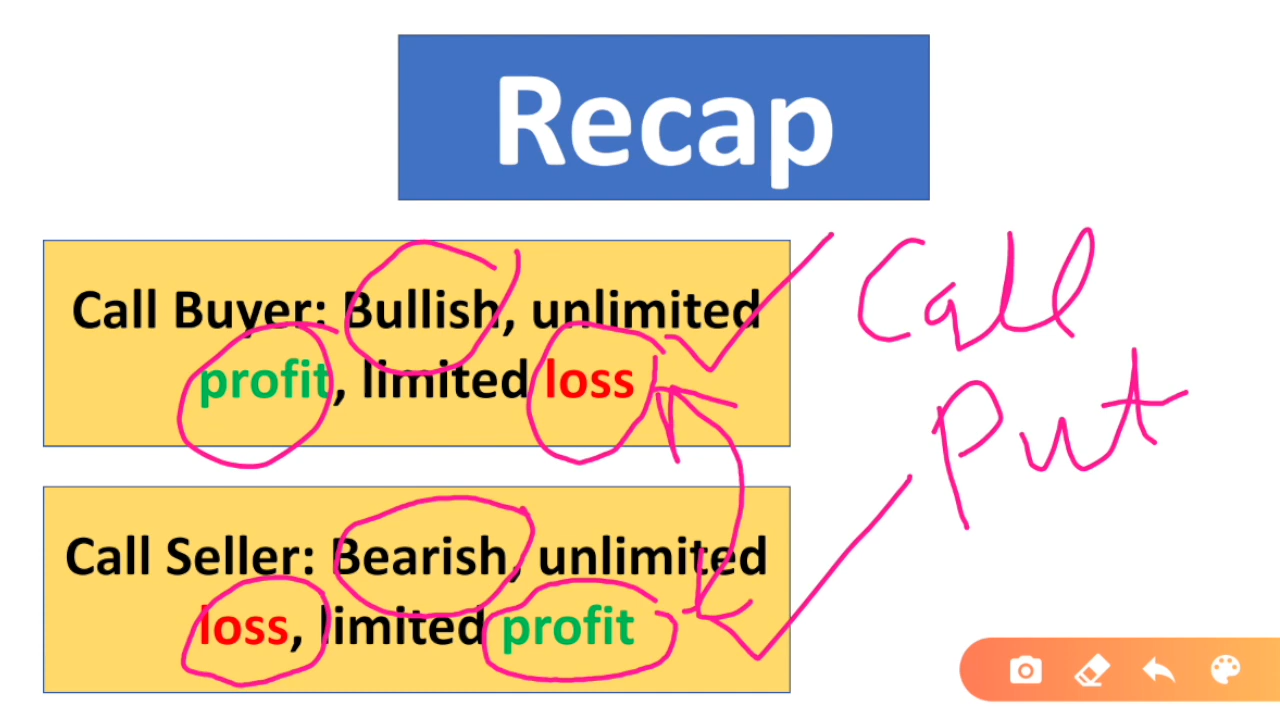 Recap
Call Buyer: Bullish, unlimited
profit, limited loss
Call
Put
Call Seller: Bearish, unlimited
loss, limited profit